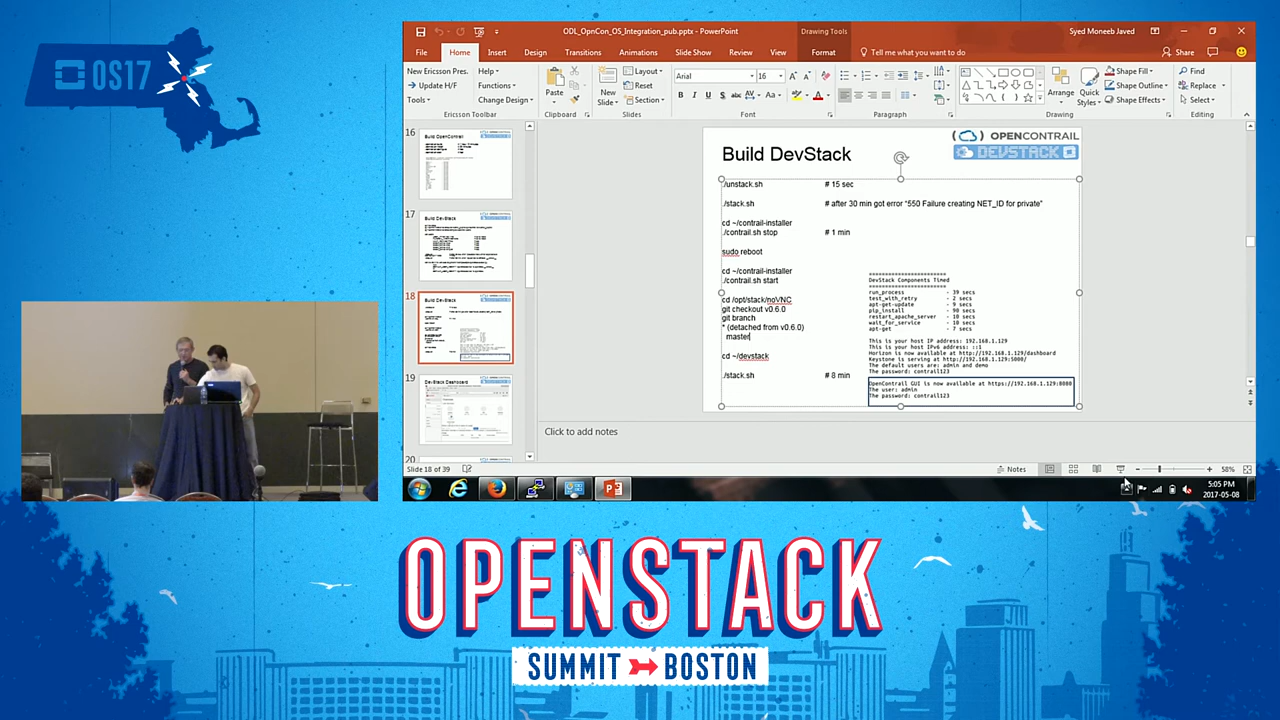 OS17
ODL_OpnCon_OS_Integration_pub.pptx - PowerPoint
Drawing Tools
Syed Moneeb Javed
File
Home
Insert
Design
Transitions
Animations
Slide Show
Review
View
Format
Tell me what you want to do
Share
New Ericsson Pres.
Help
Update H/F
Change Design
Tools
Ericsson Toolbar
Paste
Clipboard
New Slide
Layout
Reset
Section
Slides
Arial
16
Font
Paragraph
Arrange
Quick Styles
Shape Fill
Shape Outline
Shape Effects
Drawing
Find
Replace
Select
Editing
16
Build OpenContrail
17
Build DevStack
18
Build DevStack
19
DevStack Dashboard
20
Build DevStack
OPENCONTRAIL
DEVSTACK
./unstack.sh # 15 sec
./stack.sh # after 30 min got error "550 Failure creating NET_ID for private"
cd ~/contrail-installer
./contrail.sh stop # 1 min
sudo reboot
cd ~/contrail-installer
./contrail.sh start
cd /opt/stack/noVNC
git checkout v0.6.0
git branch
* (detached from v0.6.0)
master
cd ~/devstack
./stack.sh # 8 min
========================
DevStack Components Timed
========================
run_process - 39 secs
test_with_retry - 2 secs
apt-get-update - 9 secs
pip_install - 90 secs
restart_apache_server - 10 secs
wait_for_service - 10 secs
apt-get - 7 secs
This is your host IP address: 192.168.1.129
This is your host IPv6 address: ::1
Horizon is now available at http://192.168.1.129/dashboard
Keystone is serving at http://192.168.1.129:5000/
The default users are: admin and demo
The password: contrail123
OpenContrail GUI is now available at https://192.168.1.129:8080
The user: admin
The password: contrail123
Click to add notes
Slide 18 of 39
Notes
58%
5:05 PM
2017-05-08
OPENSTACK
SUMMIT BOSTON